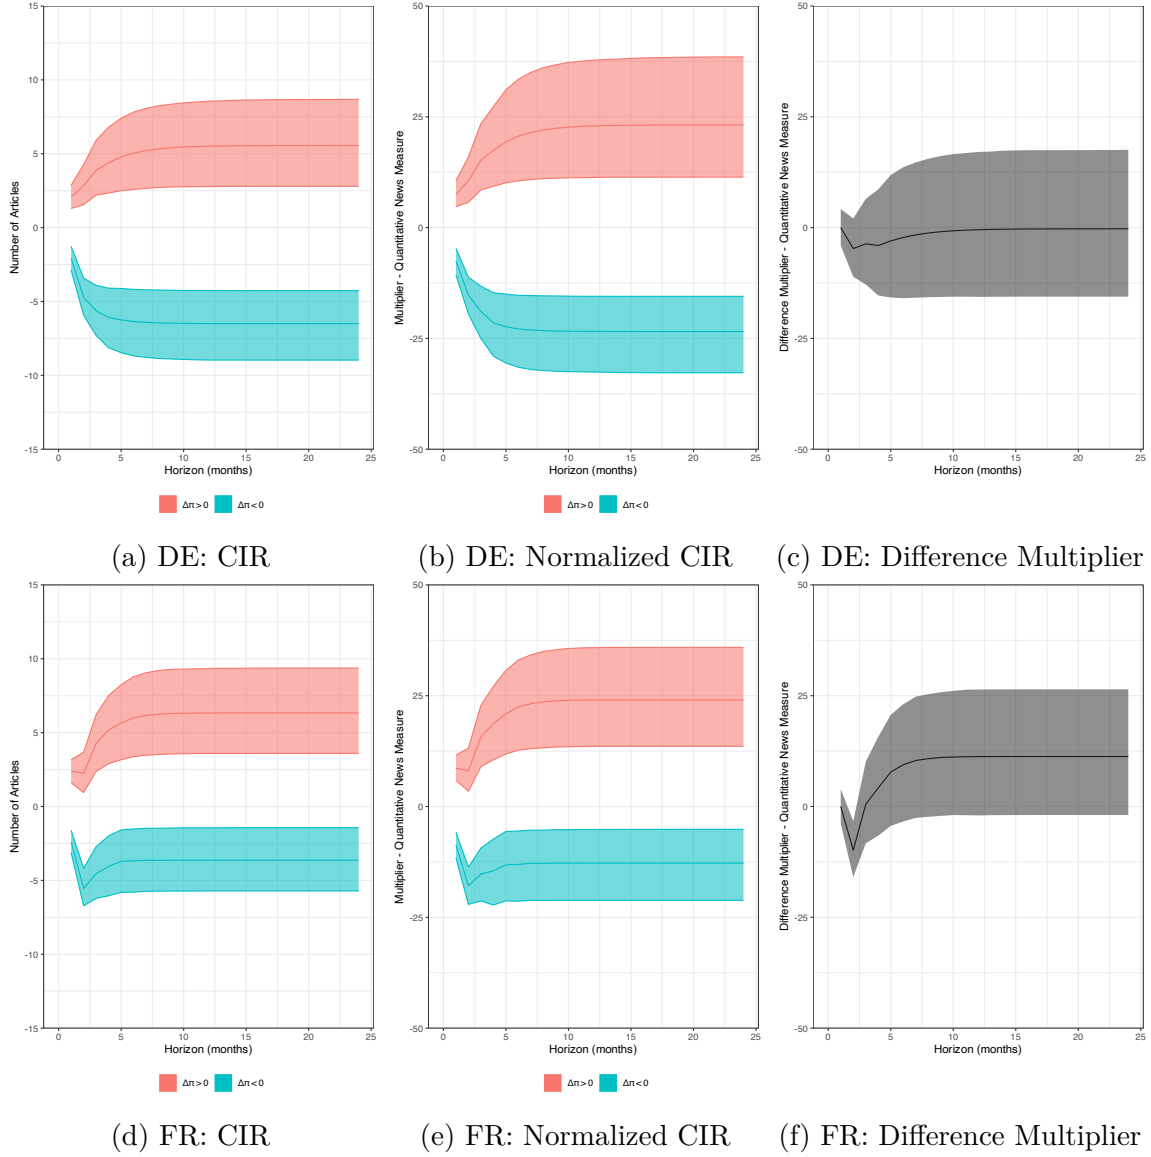 15
10
5
0
-5
-10
-15
Number of Articles
0 5 10 15 20 25
Horizon (months)
Δπ>0 Δπ<0
(a) DE: CIR
50
25
0
-25
-50
Multiplier - Quantitative News Measure
0 5 10 15 20 25
Horizon (months)
Δπ>0 Δπ<0
(b) DE: Normalized CIR
50
25
0
-25
-50
Difference Multiplier - Quantitative News Measure
0 5 10 15 20 25
Horizon (months)
(c) DE: Difference Multiplier
15
10
5
0
-5
-10
-15
Number of Articles
0 5 10 15 20 25
Horizon (months)
Δπ>0 Δπ<0
(d) FR: CIR
50
25
0
-25
-50
Multiplier - Quantitative News Measure
0 5 10 15 20 25
Horizon (months)
Δπ>0 Δπ<0
(e) FR: Normalized CIR
50
25
0
-25
-50
Difference Multiplier - Quantitative News Measure
0 5 10 15 20 25
Horizon (months)
(f) FR: Difference Multiplier